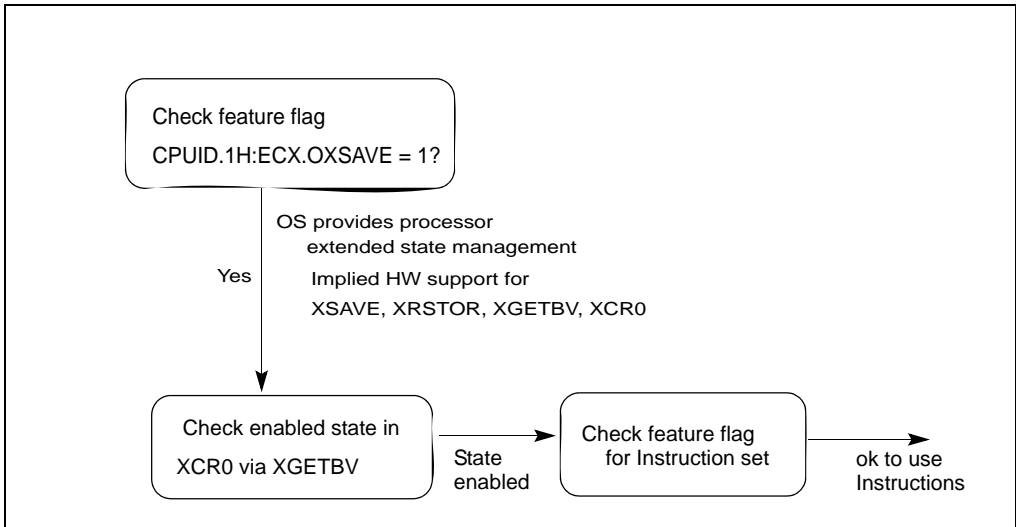 Check feature flag
CPUID.1H:ECX.OXSAVE = 1?
OS provides processor
extended state management
Yes
Implied HW support for
XSAVE, XRSTOR, XGETBV, XCR0
Check enabled state in
XCR0 via XGETBV
State
enabled
Check feature flag
for Instruction set
ok to use
Instructions